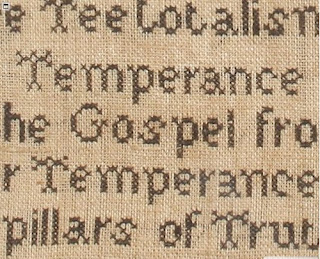 e Teetotalism
Temperance
he Gospel fro
r Temperance
pillars of Trut